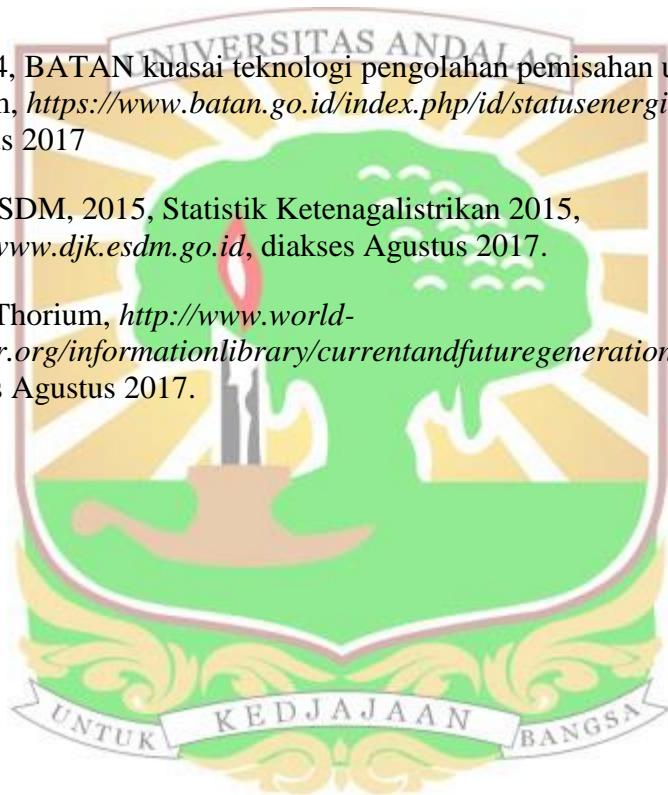 UNIVERSITAS ANDALAS
4, BATAN kuasai teknologi pengolahan pemisahan u
n, https://www.batan.go.id/index.php/id/statusenergi
us 2017
SDM, 2015, Statistik Ketenagalistrikan 2015,
ww.djk.esdm.go.id, diakses Agustus 2017.
Thorium, http://www.world-
r.org/informationlibrary/currentandfuturegeneration
s Agustus 2017.
UNTUK KEDJAJAAN BANGSA